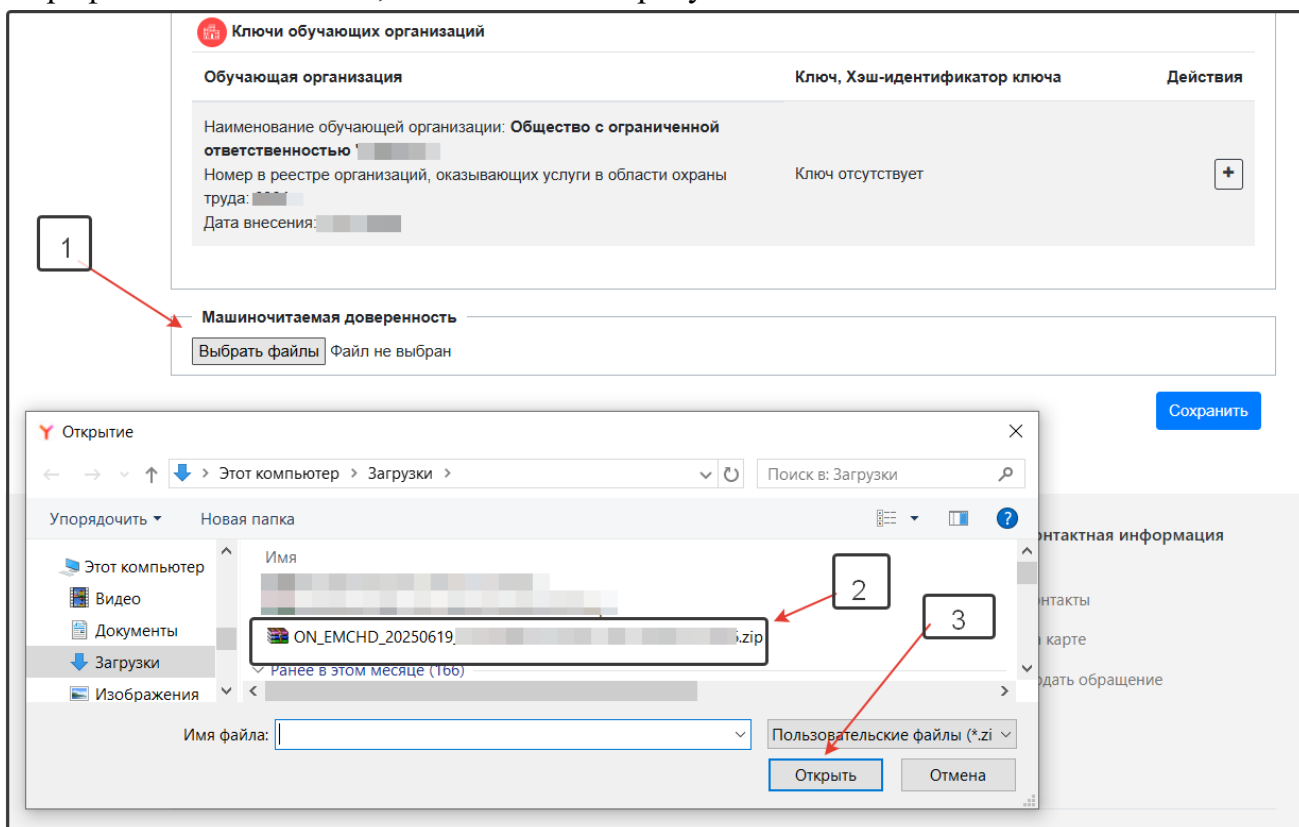 Ключи обучающих организаций
Обучающая организация Ключ, Хэш-идентификатор ключа Действия
Наименование обучающей организации: Общество с ограниченной
ответственностью
Номер в реестре организаций, оказывающих услуги в области охраны
труда:
Дата внесения:
Ключ отсутствует
+
1
Машиночитаемая доверенность
Выбрать файлы Файл не выбран
Сохранить
Открытие
Этот компьютер > Загрузки >
Поиск в: Загрузки
Упорядочить Новая папка
Этот компьютер
Видео
Документы
Загрузки
Изображения
Имя
ON_EMCHD_20250619_ .zip
Ранее в этом месяце (166)
2
3
Имя файла:
Пользовательские файлы (*.zi
Открыть Отмена
онтактная информация
онтакты
карте
одать обращение